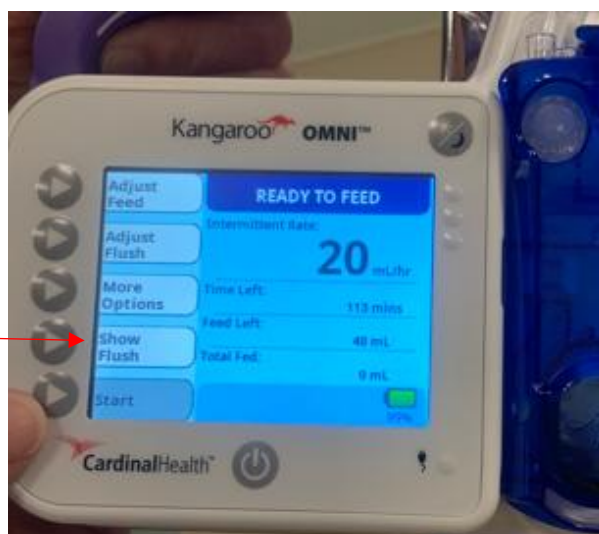 Kangaroo OMNI™
Adjust
Feed
READY TO FEED
Adjust
Flush
Intermittent Rate:
20 mL/hr
More
Options
Time Left:
113 mins
Show
Flush
Feed Left:
48 mL
Total Fed:
0 mL
Start
CardinalHealth™